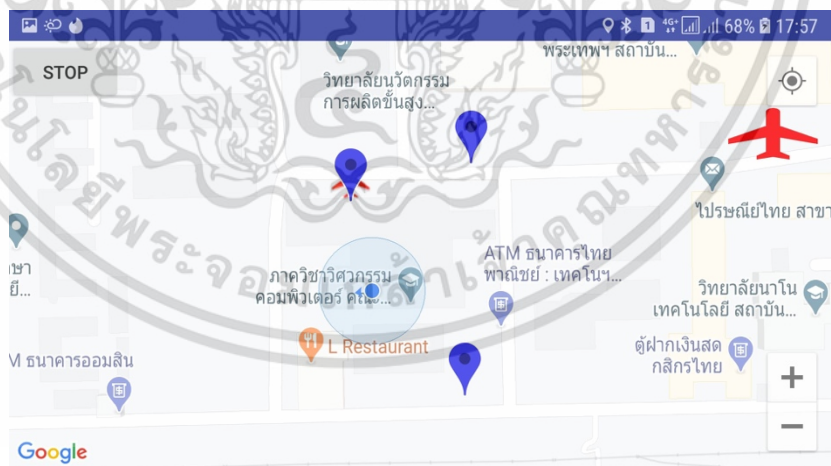 68% 17:57
STOP
พระเทพฯ สถาบัน...
วิทยาลัยนวัตกรรม
การผลิตขั้นสูง...
ไปรษณีย์ไทย สาขา
ATM ธนาคารไทย
พาณิชย์ : เทคโนฯ...
ภาควิชาวิศวกรรม
คอมพิวเตอร์ คณะ...
วิทยาลัยนาโน
เทคโนโลยี สถาบัน...
L Restaurant
ตู้ฝากเงินสด
กสิกรไทย
M ธนาคารออมสิน
Google